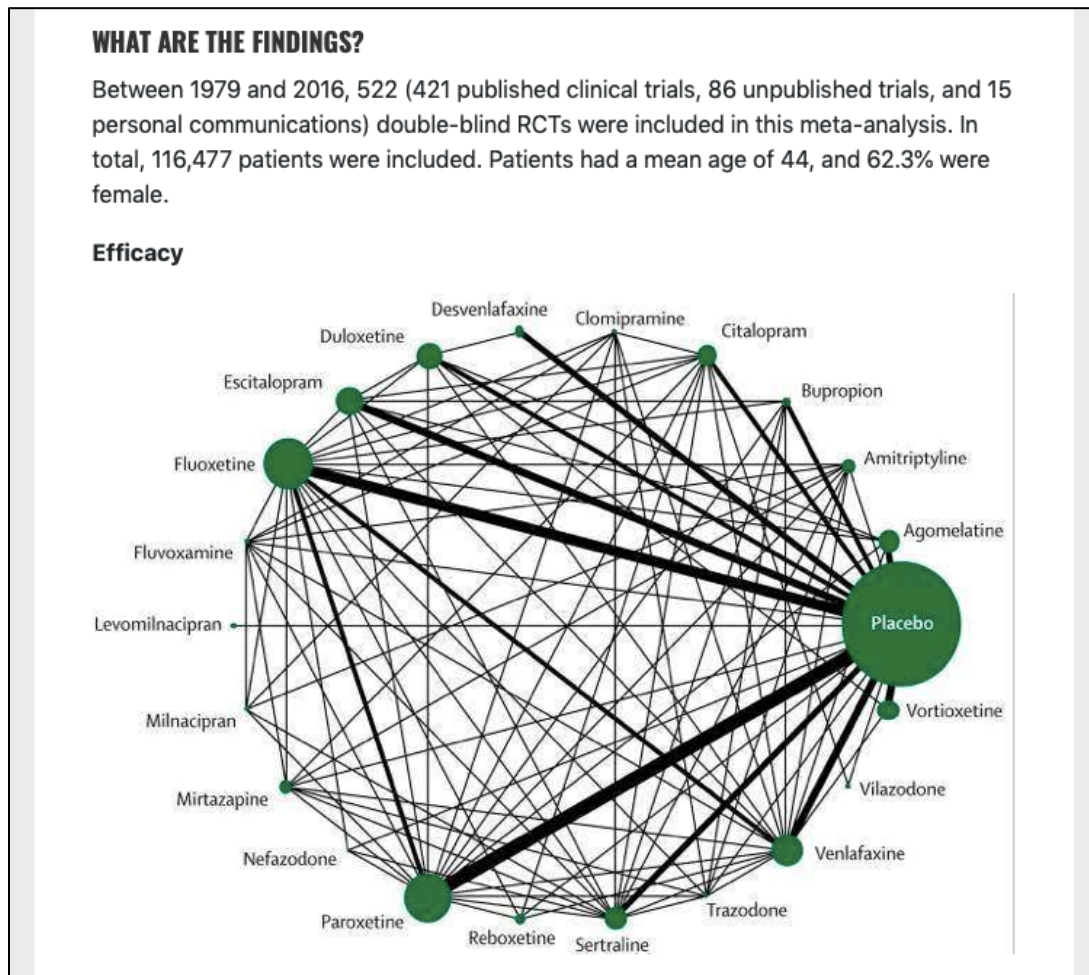 WHAT ARE THE FINDINGS?
Between 1979 and 2016, 522 (421 published clinical trials, 86 unpublished trials, and 15
personal communications) double-blind RCTs were included in this meta-analysis. In
total, 116,477 patients were included. Patients had a mean age of 44, and 62.3% were
female.
Efficacy
Desvenlafaxine
Clomipramine
Duloxetine
Citalopram
Escitalopram
Bupropion
Fluoxetine
Amitriptyline
Agomelatine
Fluvoxamine
Levomilnacipran
Placebo
Milnacipran
Vortioxetine
Mirtazapine
Vilazodone
Nefazodone
Venlafaxine
Paroxetine
Trazodone
Reboxetine
Sertraline